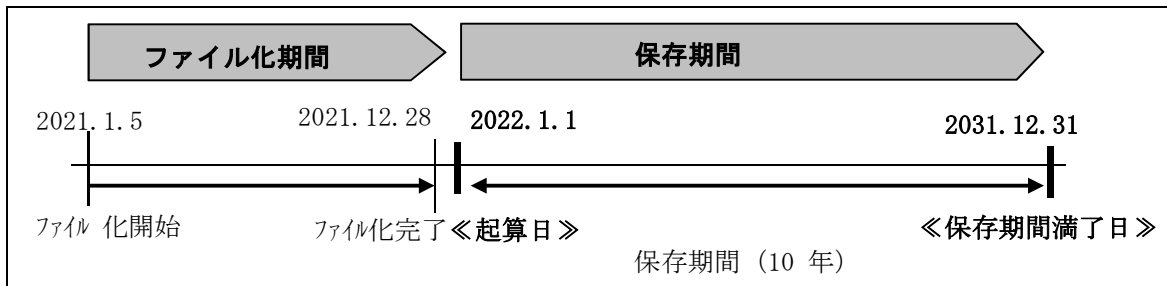 ファイル化期間 保存期間
2021.1.5 2021.12.28 2022.1.1 2031.12.31
ファイル 化開始 ファイル化完了 ≪起算日≫ ≪保存期間満了日≫
保存期間 (10 年)